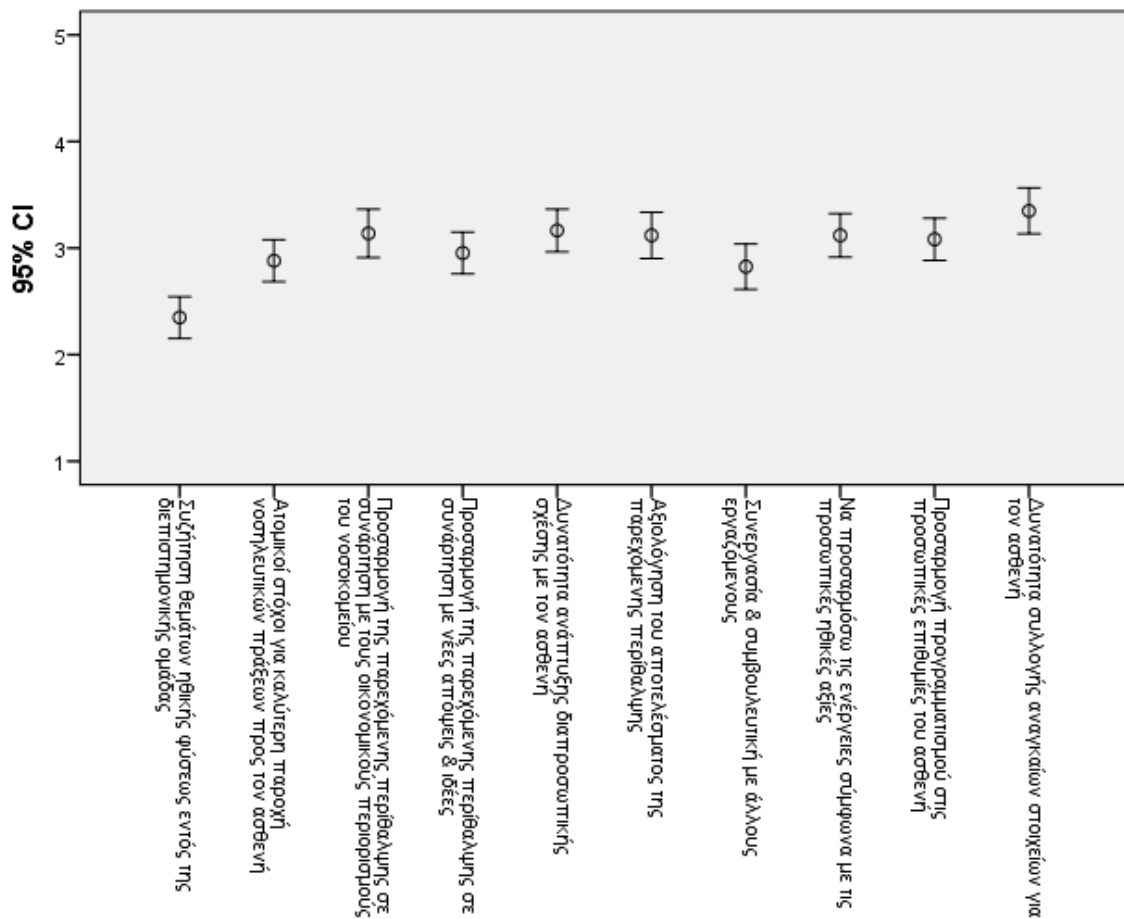 95% CI
5
4
3
2
1
Συζήτηση θεμάτων ηθικής φύσεως εντός της
διεπιστημονικής ομάδας
Ατομικοί στόχοι για καλύτερη παροχή
νοσηλευτικών πράξεων προς τον ασθενή
Προσαρμογή της παρεχόμενης περίθαλψης σε
συνάρτηση με τους οικονομικούς περιορισμούς
του νοσοκομείου
Προσαρμογή της παρεχόμενης περίθαλψης σε
συνάρτηση με νέες απόψεις & ιδέες
Δυνατότητα ανάπτυξης διαπροσωπικής
σχέσης με τον ασθενή
Αξιολόγηση του αποτελέσματος της
παρεχόμενης περίθαλψης
Συνεργασία & συμβουλευτική με άλλους
εργαζόμενους
Να προσαρμόσω τις ενέργειες σύμφωνα με τις
προσωπικές ηθικές αξίες
Προσαρμογή προγραμματισμού στις
προσωπικές επιθυμίες του ασθενή
Δυνατότητα συλλογής αναγκαίων στοιχείων για
τον ασθενή